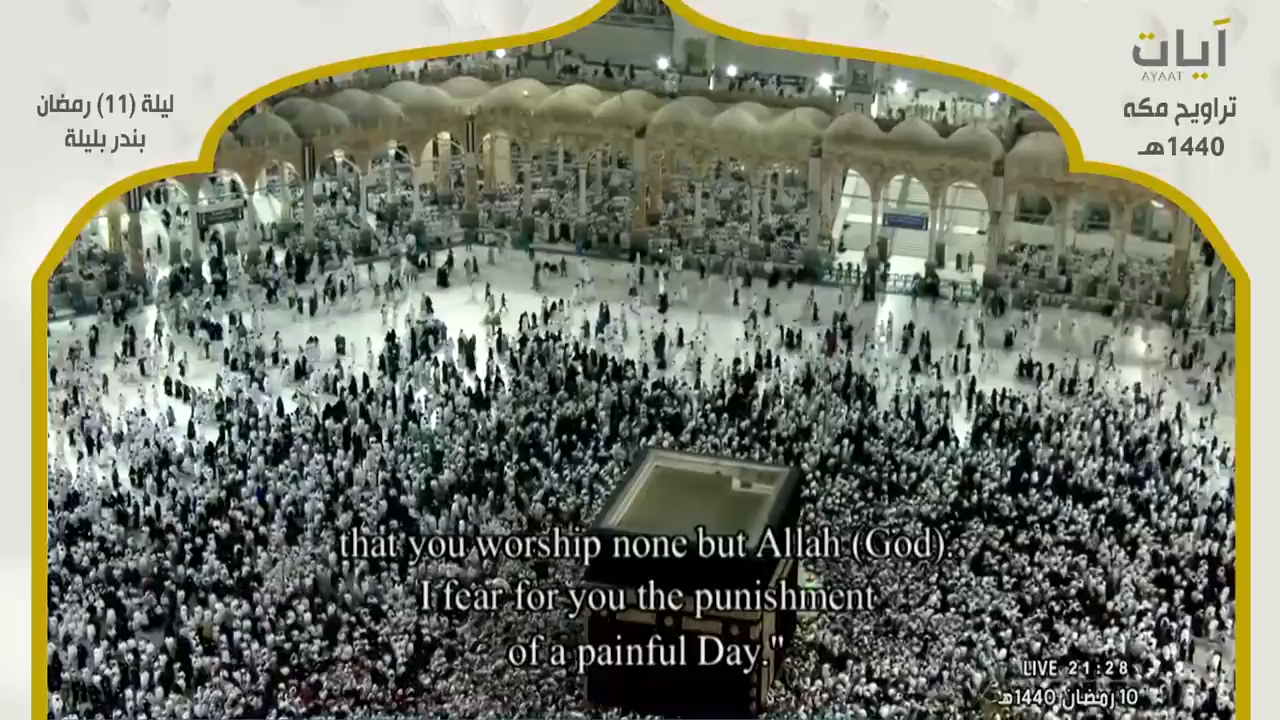 آيات
AYAAT
تراويح مكه
1440هـ
ليلة (11) رمضان
بندر بليلة
that you worship none but Allah (God).
I fear for you the punishment
of a painful Day."
LIVE 21:28
10 رمضان 1440هـ